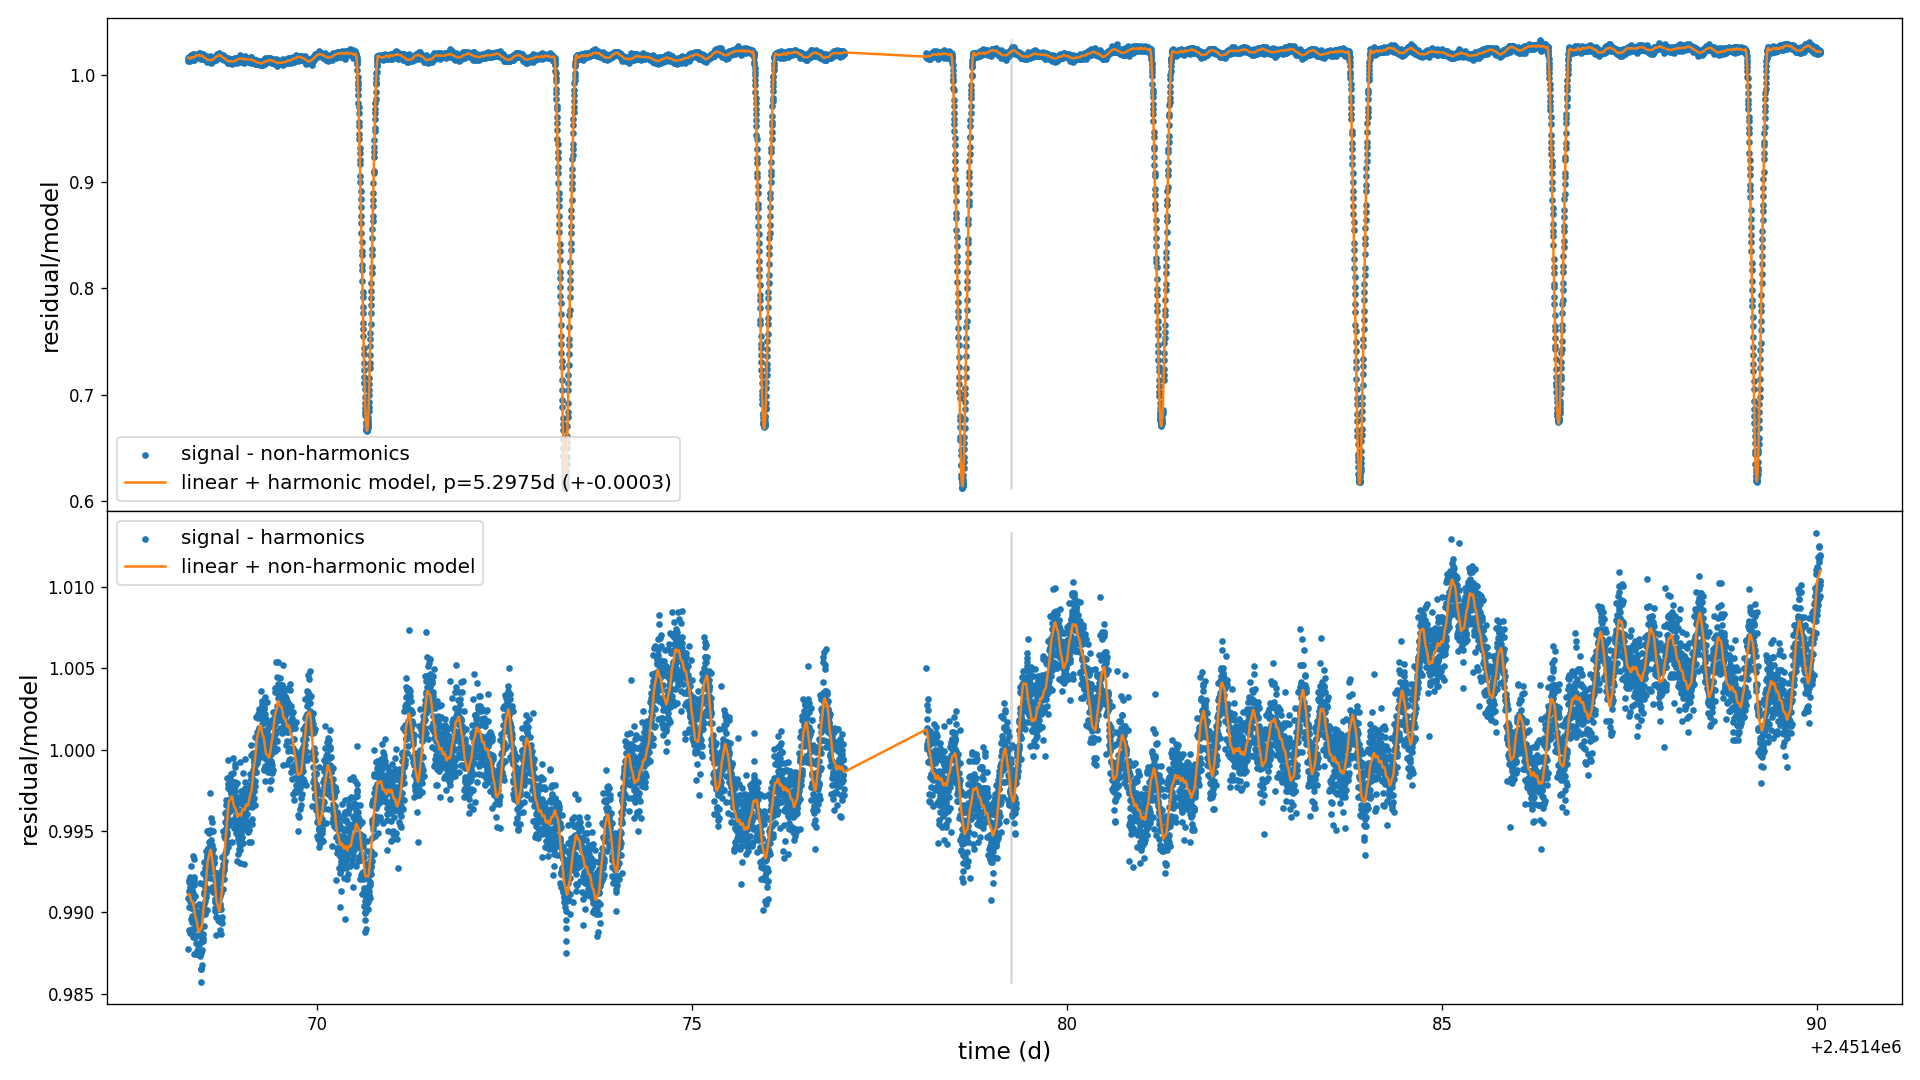 1.0
0.9
0.8
0.7
0.6
residual/model
signal - non-harmonics
linear + harmonic model, p=5.2975d (+-0.0003)
signal - harmonics
linear + non-harmonic model
1.010
1.005
1.000
0.995
0.990
0.985
residual/model
70
75
80
85
90
time (d)
+2.4514e6